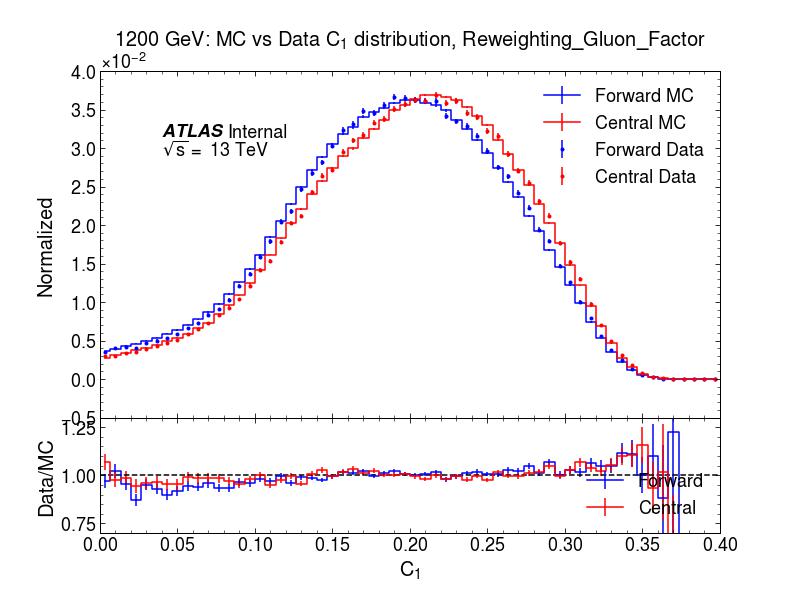 1200 GeV: MC vs Data C₁ distribution, Reweighting_Gluon_Factor
×10⁻²
4.0
3.5
3.0
2.5
2.0
1.5
1.0
0.5
0.0
Normalized
ATLAS Internal
√s = 13 TeV
Forward MC
Central MC
Forward Data
Central Data
1.25
1.00
0.75
Data/MC
Forward
Central
0.00 0.05 0.10 0.15 0.20 0.25 0.30 0.35 0.40
C₁